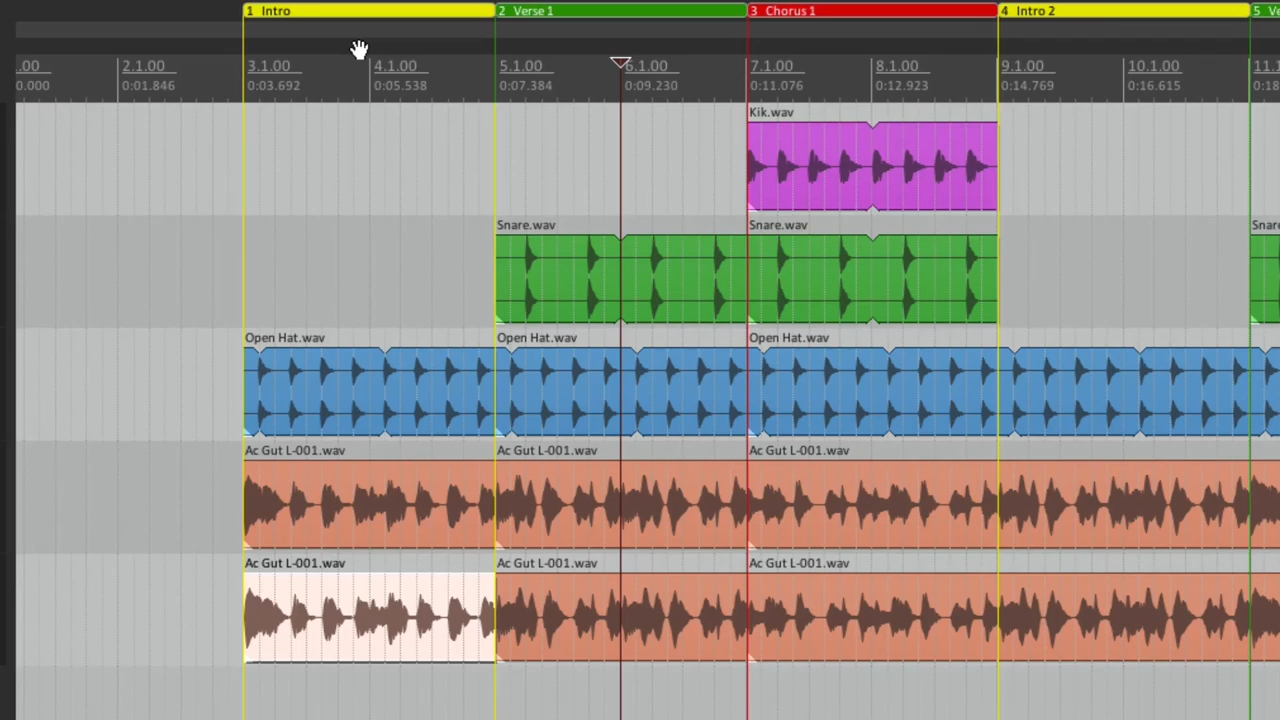 1 Intro 2 Verse 1 3 Chorus 1 4 Intro 2 5 Ve
.00 2.1.00 3.1.00 4.1.00 5.1.00 6.1.00 7.1.00 8.1.00 9.1.00 10.1.00 11.1
0.000 0:01.846 0:03.692 0:05.538 0:07.384 0:09.230 0:11.076 0:12.923 0:14.769 0:16.615 0:18
Kik.wav
Snare.wav Snare.wav Snare
Open Hat.wav Open Hat.wav Open Hat.wav
Ac Gut L-001.wav Ac Gut L-001.wav Ac Gut L-001.wav
Ac Gut L-001.wav Ac Gut L-001.wav Ac Gut L-001.wav